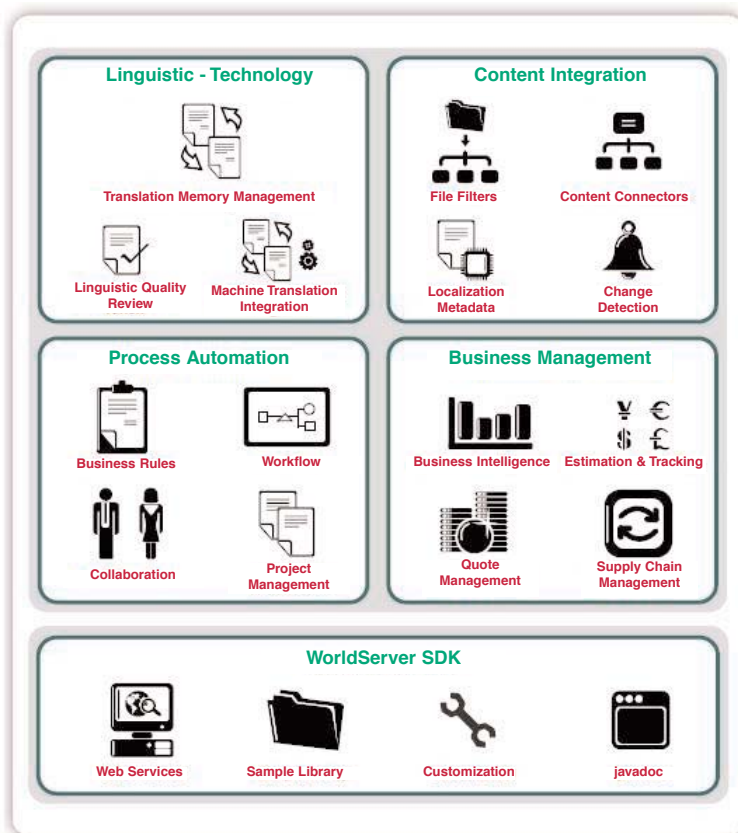 Linguistic - Technology
Translation Memory Management
Linguistic Quality
Review
Machine Translation
Integration
Content Integration
File Filters
Content Connectors
Localization
Metadata
Change
Detection
Process Automation
Business Rules
Workflow
Collaboration
Project
Management
Business Management
Business Intelligence
¥ €
$ £
Estimation & Tracking
Quote
Management
Supply Chain
Management
WorldServer SDK
Web Services
Sample Library
Customization
javadoc